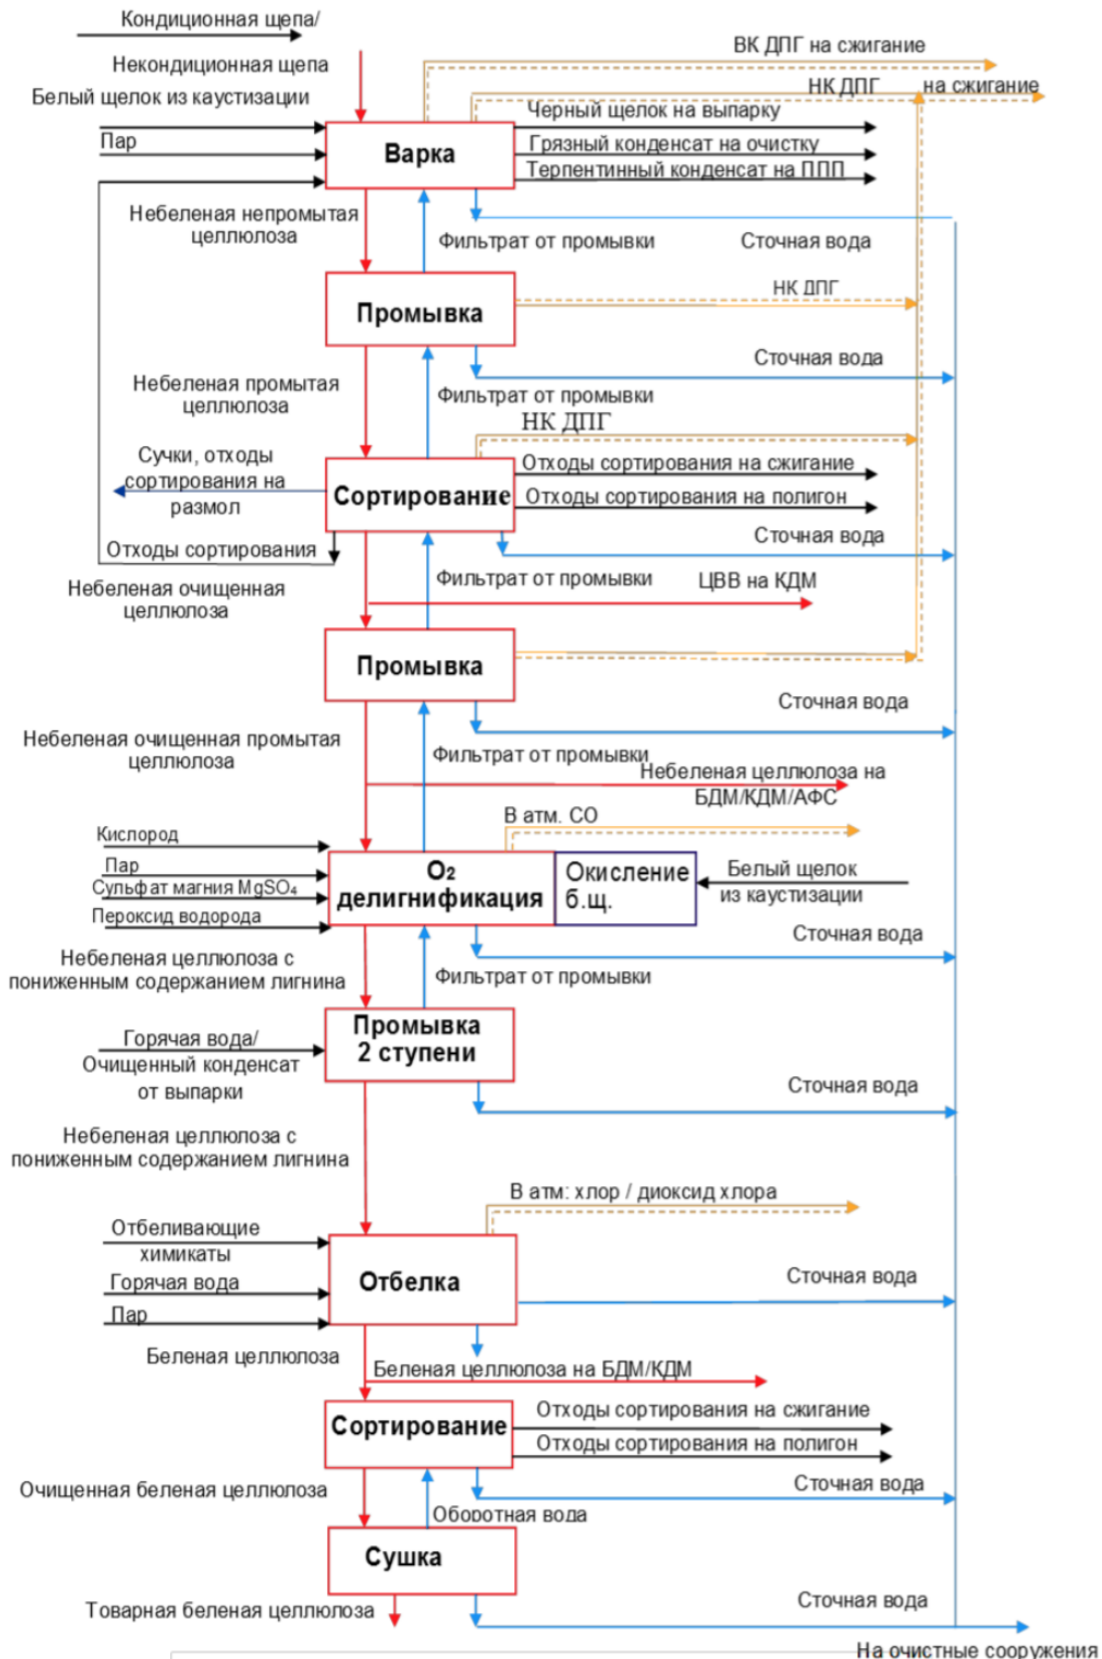 Кондиционная щепа/
ВК ДПГ на сжигание
Некондиционная щепа
НК ДПГ
на сжигание
Белый щелок из каустизации
Черный щелок на выпарку
Пар
Варка
Грязный конденсат на очистку
Терпентинный конденсат на ППП
Небеленая непромытая
целлюлоза
Фильтрат от промывки
Сточная вода
НК ДПГ
Промывка
Сточная вода
Небеленая промытая
целлюлоза
Фильтрат от промывки
НК ДПГ
Сучки, отходы
сортирования на
размол
Отходы сортирования на сжигание
Сортирование
Отходы сортирования на полигон
Сточная вода
Отходы сортирования
Фильтрат от промывки
ЦВВ на КДМ
Небеленая очищенная
целлюлоза
Промывка
Сточная вода
Небеленая очищенная промытая
целлюлоза
Фильтрат от промывки
Небеленая целлюлоза на
БДМ/КДМ/АФС
В атм. СО
Кислород
Пар
Сульфат магния MgSO₄
Пероксид водорода
O₂
делигнификация
Окисление
б.щ.
Белый щелок
из каустизации
Сточная вода
Небеленая целлюлоза с
пониженным содержанием лигнина
Фильтрат от промывки
Промывка
2 ступени
Горячая вода/
Очищенный конденсат
от выпарки
Сточная вода
Небеленая целлюлоза с
пониженным содержанием лигнина
В атм: хлор / диоксид хлора
Отбеливающие
химикаты
Горячая вода
Пар
Отбелка
Сточная вода
Беленая целлюлоза
Беленая целлюлоза на БДМ/КДМ
Сортирование
Отходы сортирования на сжигание
Отходы сортирования на полигон
Сточная вода
Очищенная беленая целлюлоза
Оборотная вода
Сушка
Товарная беленая целлюлоза
Сточная вода
На очистные сооружения